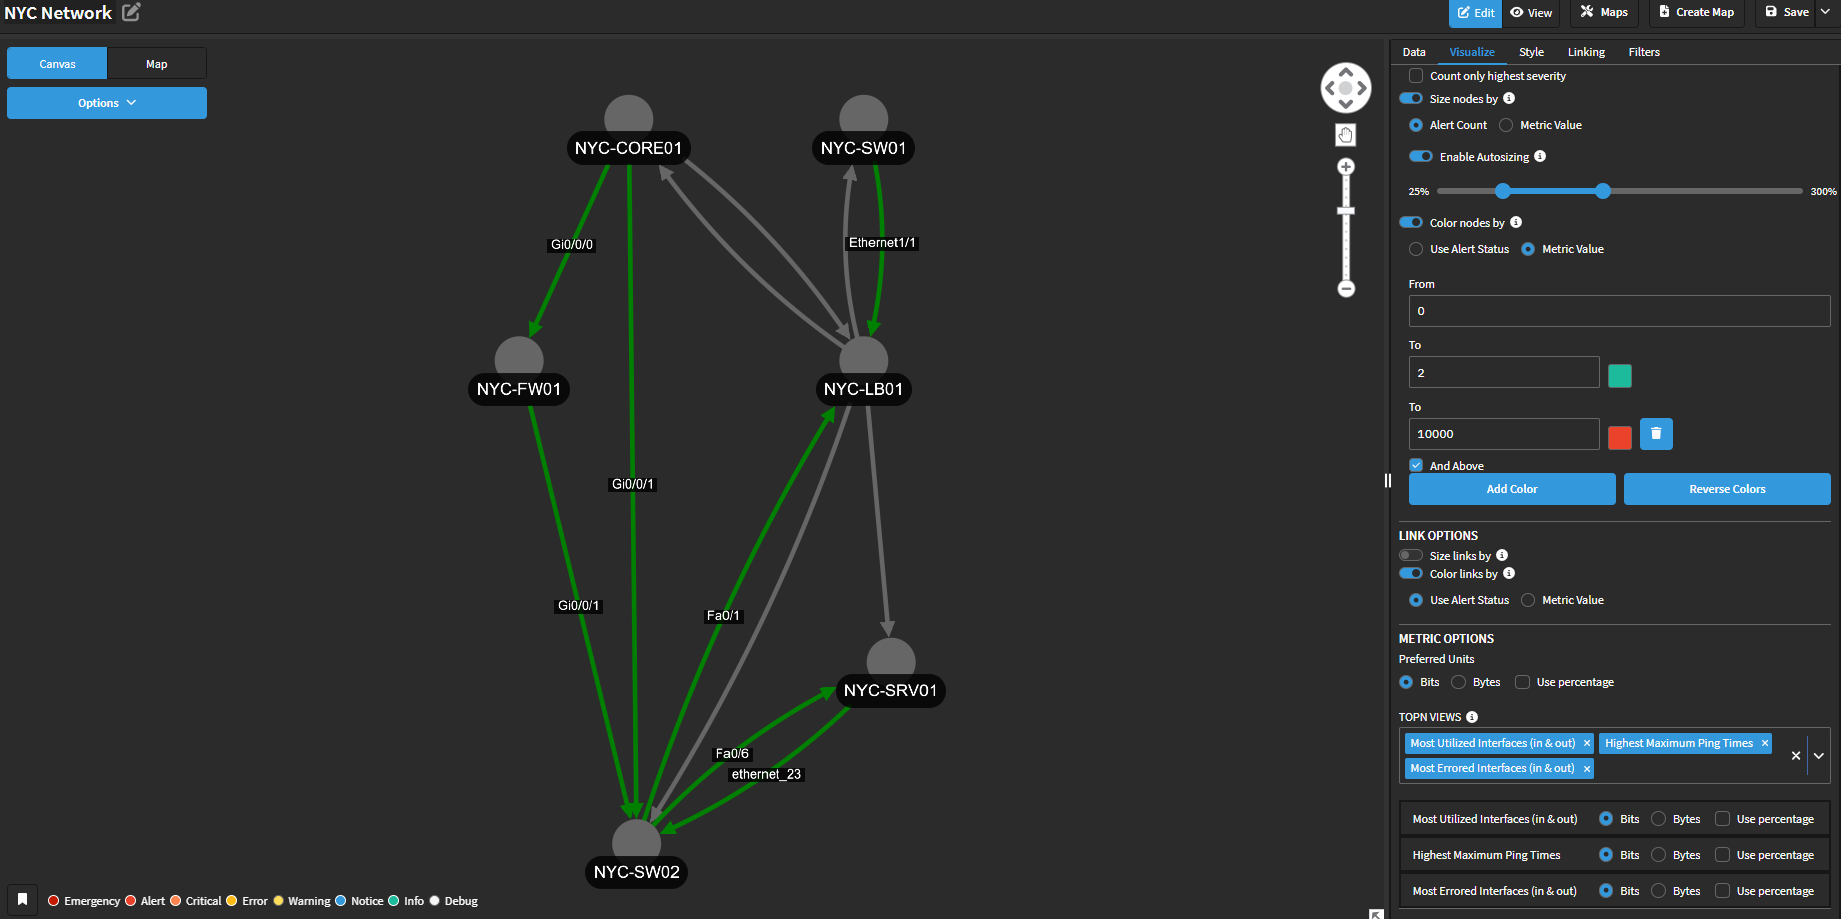 NYC Network
Edit View Maps Create Map Save
Canvas Map
Options
NYC-CORE01
NYC-SW01
Gi0/0/0
Ethernet1/1
NYC-FW01
NYC-LB01
Gi0/0/1
Gi0/0/1
Fa0/1
NYC-SRV01
Fa0/6
ethernet_23
NYC-SW02
Emergency Alert Critical Error Warning Notice Info Debug
Data Visualize Style Linking Filters
Count only highest severity
Size nodes by
Alert Count Metric Value
Enable Autosizing
25% 300%
Color nodes by
Use Alert Status Metric Value
From
0
To
2
To
10000
And Above
Add Color Reverse Colors
LINK OPTIONS
Size links by
Color links by
Use Alert Status Metric Value
METRIC OPTIONS
Preferred Units
Bits Bytes Use percentage
TOPN VIEWS
Most Utilized Interfaces (in & out) × Highest Maximum Ping Times ×
Most Errored Interfaces (in & out) ×
Most Utilized Interfaces (in & out) Bits Bytes Use percentage
Highest Maximum Ping Times Bits Bytes Use percentage
Most Errored Interfaces (in & out) Bits Bytes Use percentage